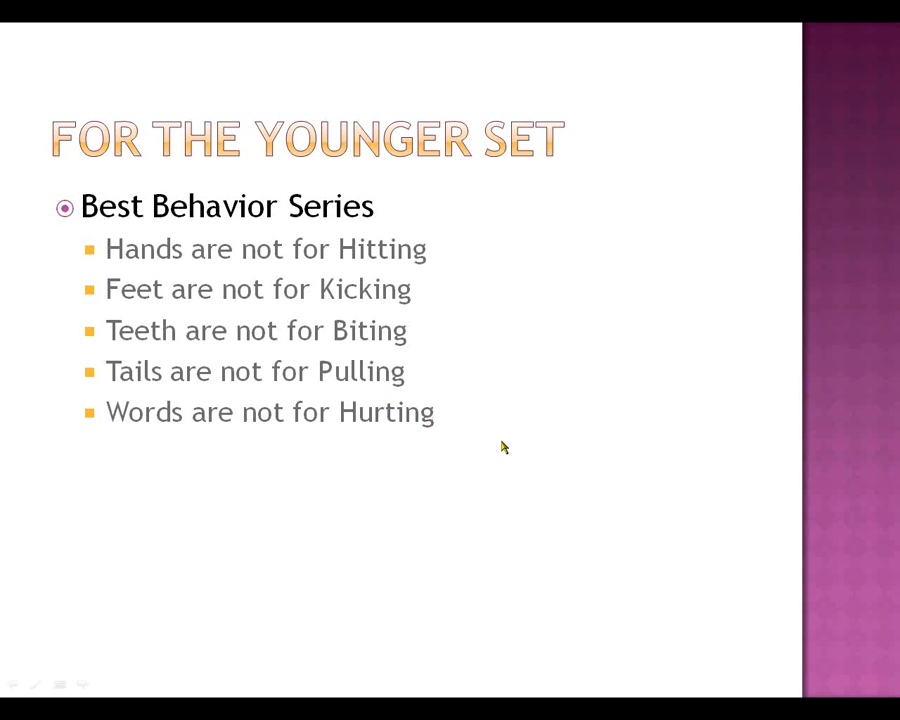 FOR THE YOUNGER SET
Best Behavior Series
Hands are not for Hitting
Feet are not for Kicking
Teeth are not for Biting
Tails are not for Pulling
Words are not for Hurting